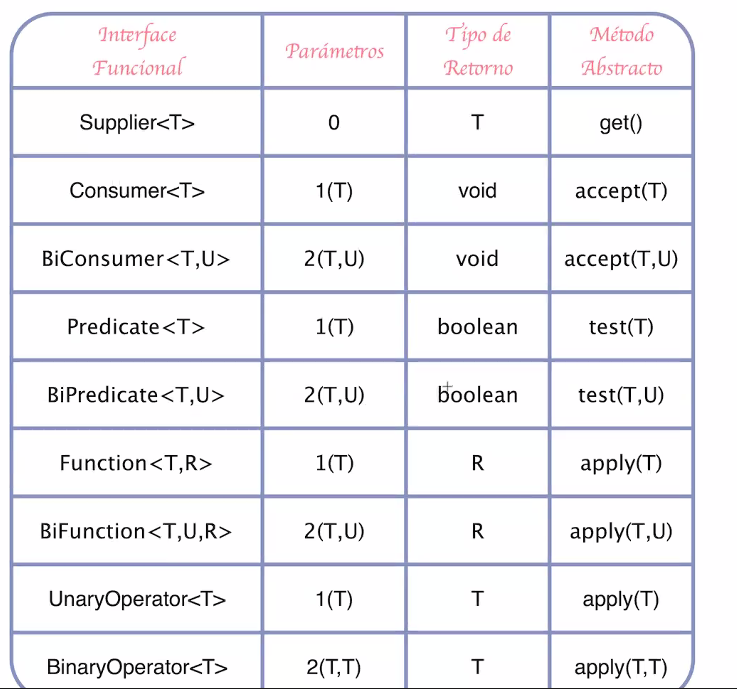 Interface Funcional	Parámetros	Tipo de Retorno	Método Abstracto
Supplier<T>	0	T	get()
Consumer<T>	1(T)	void	accept(T)
BiConsumer<T,U>	2(T,U)	void	accept(T,U)
Predicate<T>	1(T)	boolean	test(T)
BiPredicate<T,U>	2(T,U)	boolean	test(T,U)
Function<T,R>	1(T)	R	apply(T)
BiFunction<T,U,R>	2(T,U)	R	apply(T,U)
UnaryOperator<T>	1(T)	T	apply(T)
BinaryOperator<T>	2(T,T)	T	apply(T,T)